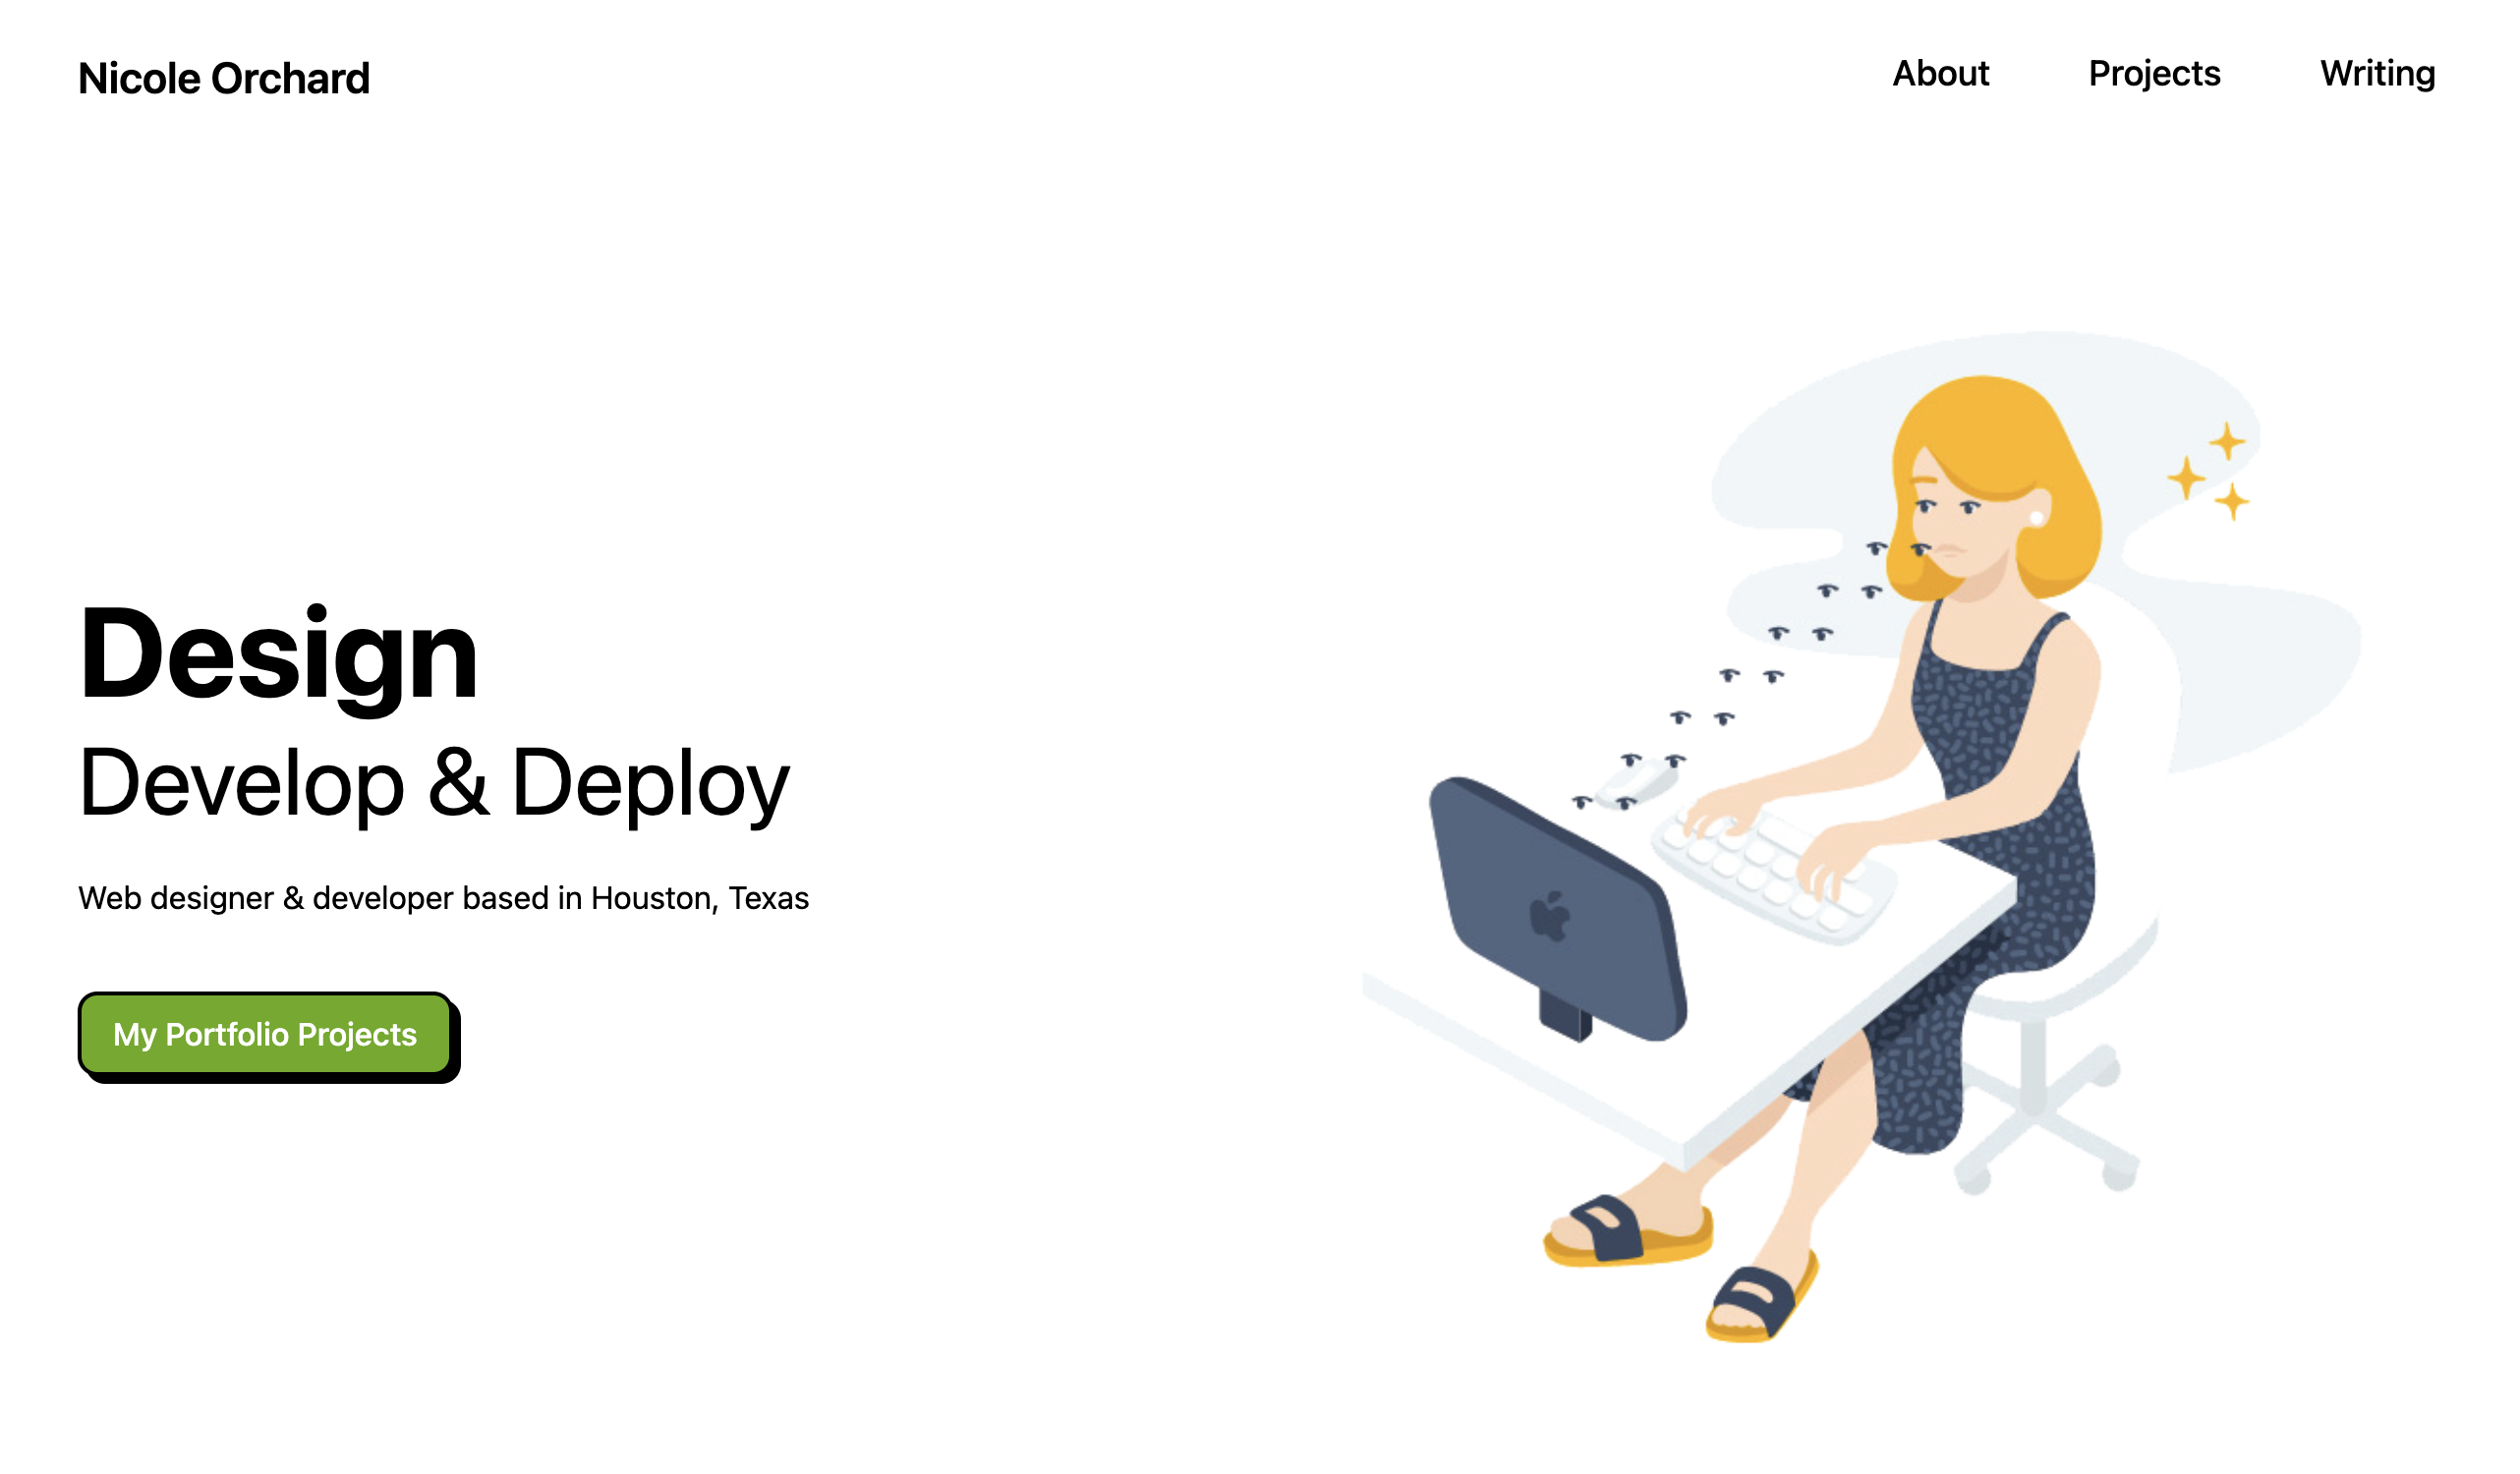 Nicole Orchard
About
Projects
Writing
Design
Develop & Deploy
Web designer & developer based in Houston, Texas
My Portfolio Projects